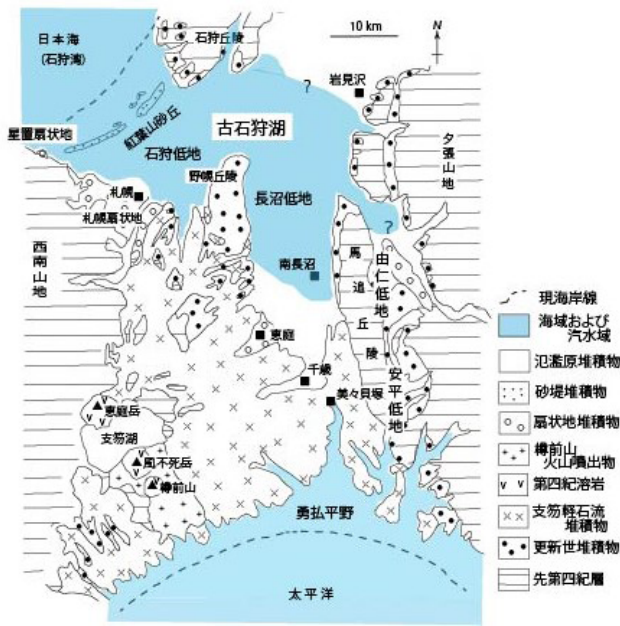 日本海
(石狩湾)
石狩丘陵
10 km
N
岩見沢
?
星置扇状地
紅葉山砂丘
古石狩湖
石狩低地
夕張山地
野幌丘陵
札幌
長沼低地
札幌扇状地
?
西南山地
南長沼
馬追丘陵
由仁低地
恵庭
千歳
美々貝塚
安平低地
恵庭岳
支笏湖
風不死岳
樽前山
勇払平野
太平洋
現海岸線
海域および
汽水域
氾濫原堆積物
砂堤堆積物
扇状地堆積物
樽前山
火山噴出物
第四紀溶岩
支笏軽石流
堆積物
更新世堆積物
先第四紀層